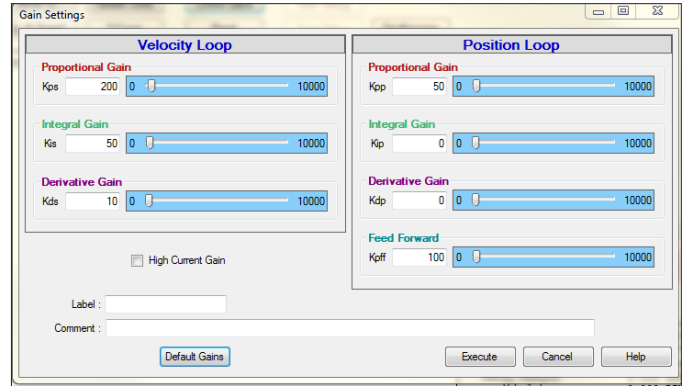 Gain Settings
Velocity Loop
Proportional Gain
Kps 200 0 10000
Integral Gain
Kis 50 0 10000
Derivative Gain
Kds 10 0 10000
High Current Gain
Position Loop
Proportional Gain
Kpp 50 0 10000
Integral Gain
Kip 0 0 10000
Derivative Gain
Kdp 0 0 10000
Feed Forward
Kpff 100 0 10000
Label :
Comment :
Default Gains Execute Cancel Help